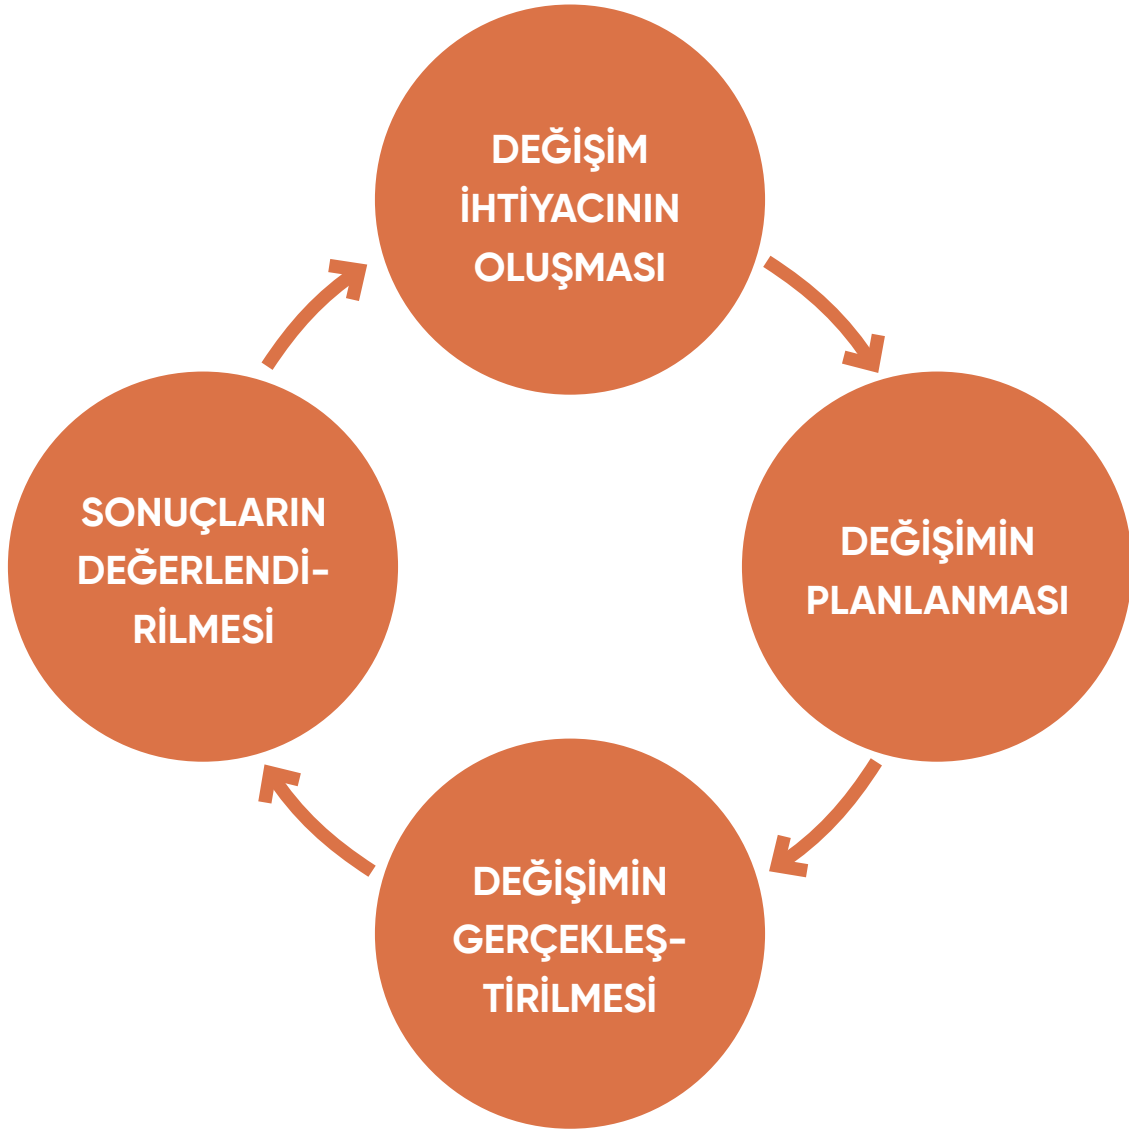 DEĞİŞİM
İHTİYACININ
OLUŞMASI
DEĞİŞİMİN
PLANLANMASI
DEĞİŞİMİN
GERÇEKLEŞ-
TİRİLMESİ
SONUÇLARIN
DEĞERLENDİ-
RİLMESİ